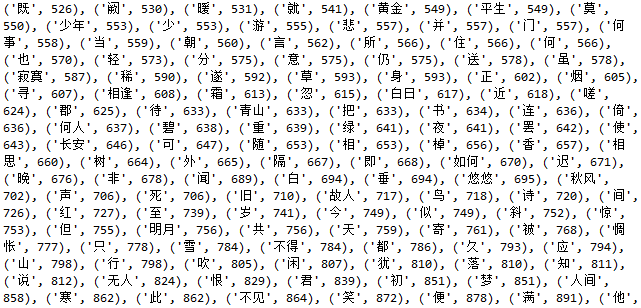 ('既', 526), ('阚', 530), ('暖', 531), ('就', 541), ('黄金', 549), ('平生', 549), ('莫',
550), ('少年', 553), ('少', 553), ('游', 555), ('悲', 557), ('并', 557), ('门', 557), ('何
事', 558), ('当', 559), ('朝', 560), ('言', 562), ('所', 566), ('住', 566), ('何', 566),
('也', 570), ('轻', 573), ('分', 575), ('意', 575), ('仍', 575), ('送', 578), ('虽', 578),
('寂寞', 587), ('稀', 590), ('遂', 592), ('草', 593), ('身', 593), ('正', 602), ('烟', 605),
('寻', 607), ('相逢', 608), ('霜', 613), ('忽', 615), ('白日', 617), ('近', 618), ('嗟',
624), ('郡', 625), ('待', 633), ('青山', 633), ('把', 633), ('书', 634), ('连', 636), ('倚',
636), ('何人', 637), ('碧', 638), ('重', 639), ('绿', 641), ('夜', 641), ('罢', 642), ('使',
643), ('长安', 646), ('可', 647), ('随', 653), ('相', 653), ('棹', 656), ('香', 657), ('相
思', 660), ('树', 664), ('外', 665), ('隔', 667), ('即', 668), ('如何', 670), ('迟', 671),
('晚', 676), ('非', 678), ('闻', 689), ('白', 694), ('垂', 694), ('悠悠', 695), ('秋风',
702), ('声', 706), ('死', 706), ('旧', 710), ('故人', 717), ('鸟', 718), ('诗', 720), ('间',
726), ('红', 727), ('至', 739), ('岁', 741), ('今', 749), ('似', 749), ('斜', 752), ('惊',
753), ('但', 755), ('明月', 756), ('共', 756), ('天', 759), ('寄', 761), ('被', 768), ('惆
怅', 777), ('只', 778), ('雪', 784), ('不得', 784), ('都', 786), ('久', 793), ('应', 794),
('山', 798), ('行', 798), ('吹', 805), ('闲', 807), ('犹', 810), ('落', 810), ('知', 811),
('说', 812), ('无人', 824), ('恨', 829), ('君', 839), ('初', 851), ('梦', 851), ('人间',
858), ('寒', 862), ('此', 862), ('不见', 864), ('笑', 872), ('便', 878), ('满', 891), ('他',